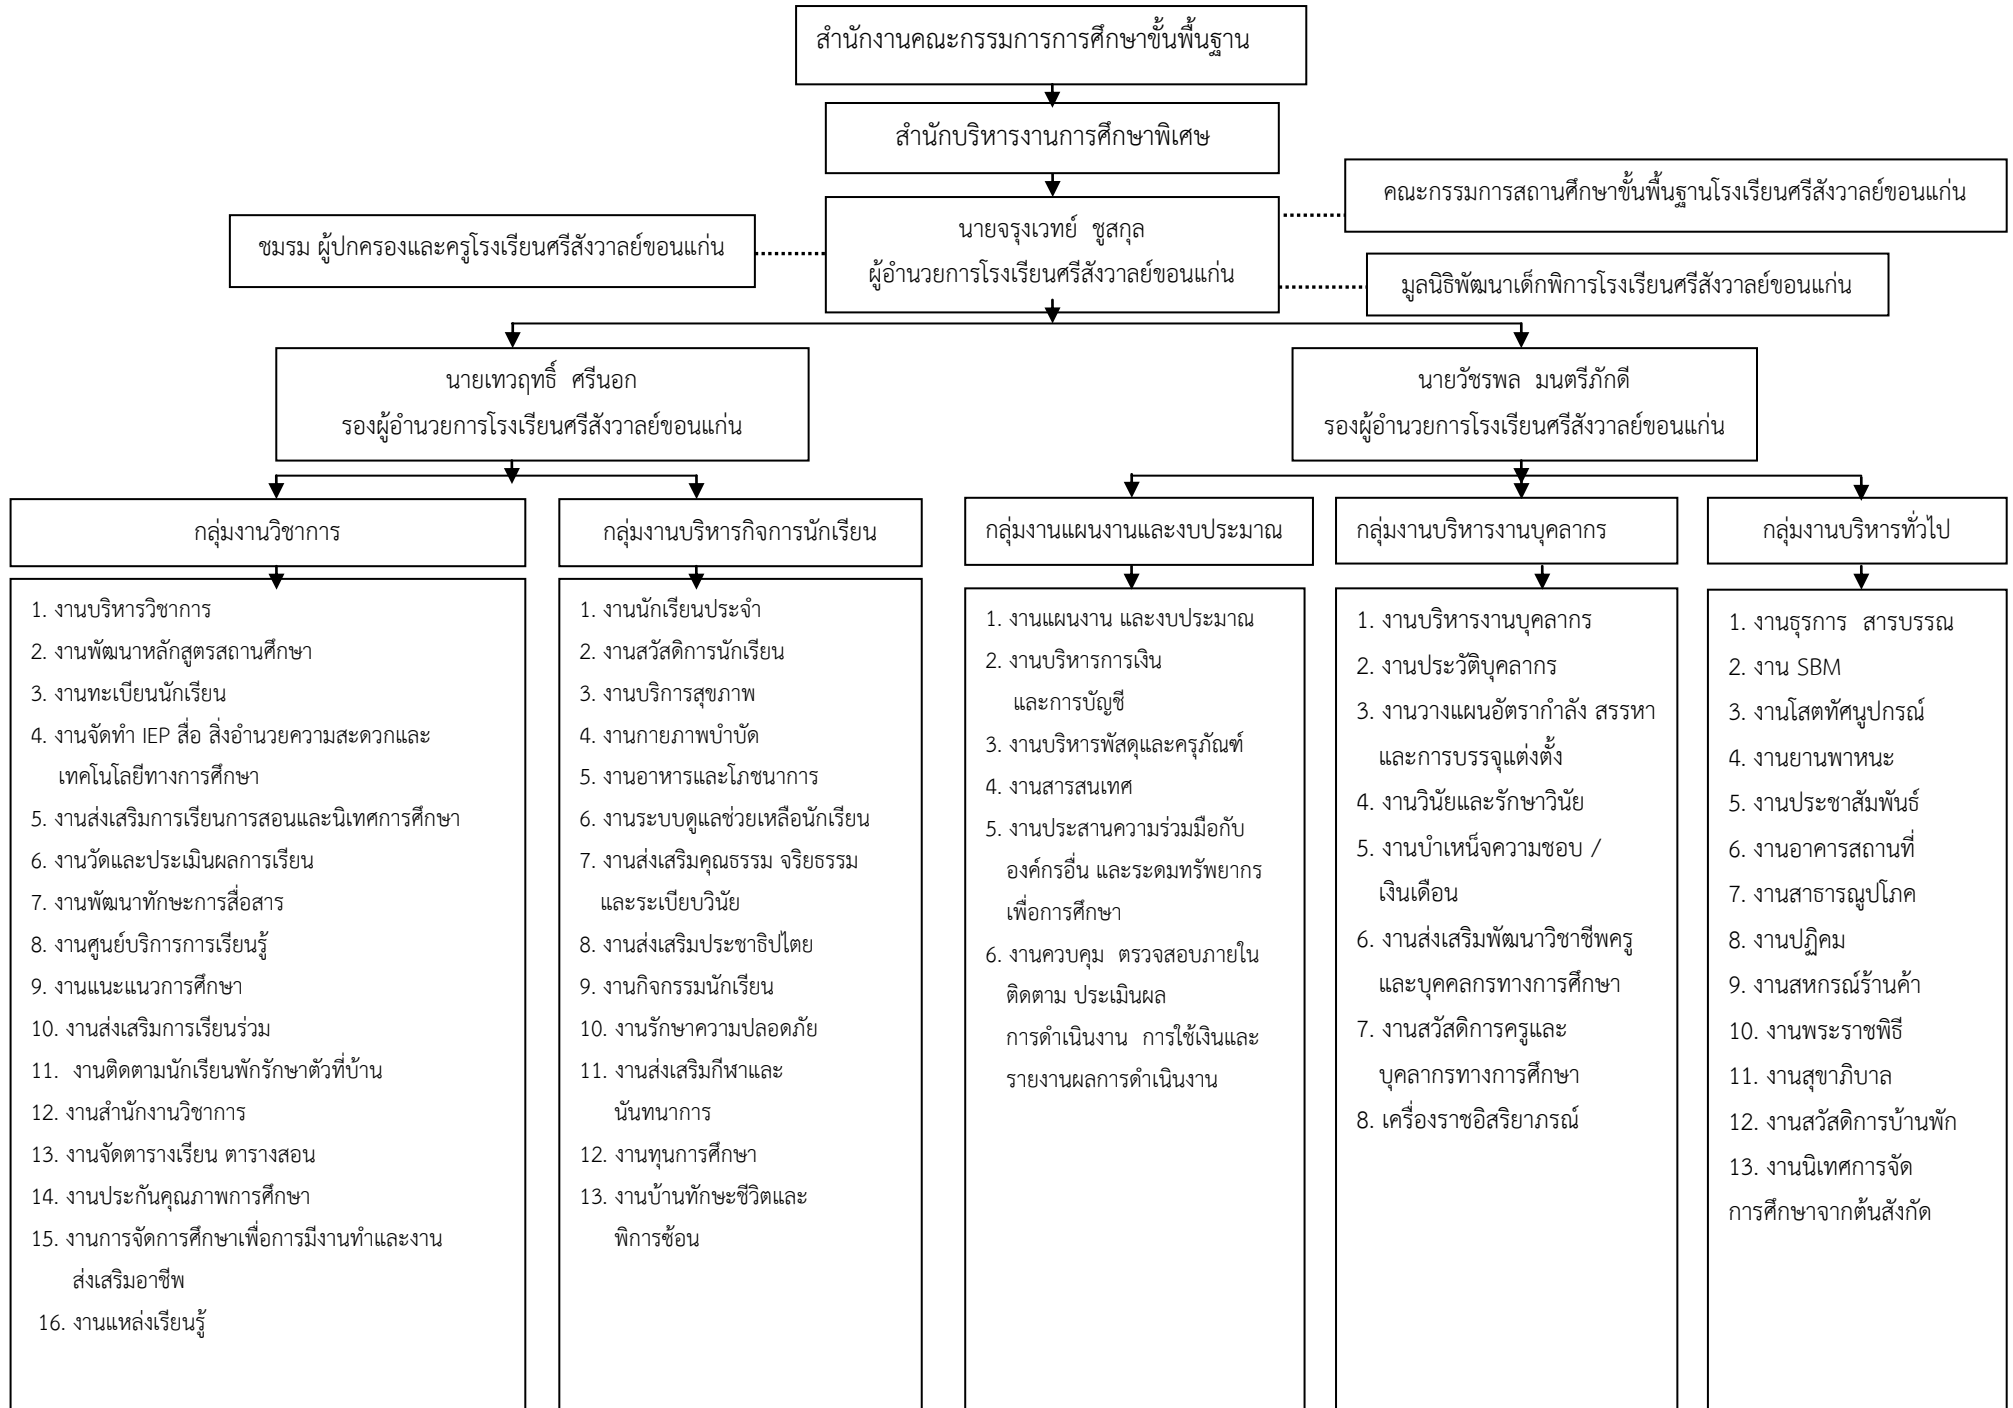 สำนักงานคณะกรรมการการศึกษาขั้นพื้นฐาน
สำนักบริหารงานการศึกษาพิเศษ
คณะกรรมการสถานศึกษาขั้นพื้นฐานโรงเรียนศรีสังวาลย์ขอนแก่น
ชมรม ผู้ปกครองและครูโรงเรียนศรีสังวาลย์ขอนแก่น
นายจรุงเวทย์ ชูสกุล
ผู้อำนวยการโรงเรียนศรีสังวาลย์ขอนแก่น
มูลนิธิพัฒนาเด็กพิการโรงเรียนศรีสังวาลย์ขอนแก่น
นายเทวฤทธิ์ ศรีนอก
รองผู้อำนวยการโรงเรียนศรีสังวาลย์ขอนแก่น
นายวัชรพล มนตรีภักดี
รองผู้อำนวยการโรงเรียนศรีสังวาลย์ขอนแก่น
กลุ่มงานวิชาการ
1. งานบริหารวิชาการ
2. งานพัฒนาหลักสูตรสถานศึกษา
3. งานทะเบียนนักเรียน
4. งานจัดทำ IEP สื่อ สิ่งอำนวยความสะดวกและ
เทคโนโลยีทางการศึกษา
5. งานส่งเสริมการเรียนการสอนและนิเทศการศึกษา
6. งานวัดและประเมินผลการเรียน
7. งานพัฒนาทักษะการสื่อสาร
8. งานศูนย์บริการการเรียนรู้
9. งานแนะแนวการศึกษา
10. งานส่งเสริมการเรียนร่วม
11. งานติดตามนักเรียนพักรักษาตัวที่บ้าน
12. งานสำนักงานวิชาการ
13. งานจัดตารางเรียน ตารางสอน
14. งานประกันคุณภาพการศึกษา
15. งานการจัดการศึกษาเพื่อการมีงานทำและงาน
ส่งเสริมอาชีพ
16. งานแหล่งเรียนรู้
กลุ่มงานบริหารกิจการนักเรียน
1. งานนักเรียนประจำ
2. งานสวัสดิการนักเรียน
3. งานบริการสุขภาพ
4. งานกายภาพบำบัด
5. งานอาหารและโภชนาการ
6. งานระบบดูแลช่วยเหลือนักเรียน
7. งานส่งเสริมคุณธรรม จริยธรรม
และระเบียบวินัย
8. งานส่งเสริมประชาธิปไตย
9. งานกิจกรรมนักเรียน
10. งานรักษาความปลอดภัย
11. งานส่งเสริมกีฬาและ
นันทนาการ
12. งานทุนการศึกษา
13. งานบ้านทักษะชีวิตและ
พิการซ้อน
กลุ่มงานแผนงานและงบประมาณ
1. งานแผนงาน และงบประมาณ
2. งานบริหารการเงิน
และการบัญชี
3. งานบริหารพัสดุและครุภัณฑ์
4. งานสารสนเทศ
5. งานประสานความร่วมมือกับ
องค์กรอื่น และระดมทรัพยากร
เพื่อการศึกษา
6. งานควบคุม ตรวจสอบภายใน
ติดตาม ประเมินผล
การดำเนินงาน การใช้เงินและ
รายงานผลการดำเนินงาน
กลุ่มงานบริหารงานบุคลากร
1. งานบริหารงานบุคลากร
2. งานประวัติบุคลากร
3. งานวางแผนอัตรากำลัง สรรหา
และการบรรจุแต่งตั้ง
4. งานวินัยและรักษาวินัย
5. งานบำเหน็จความชอบ /
เงินเดือน
6. งานส่งเสริมพัฒนาวิชาชีพครู
และบุคคลกรทางการศึกษา
7. งานสวัสดิการครูและ
บุคลากรทางการศึกษา
8. เครื่องราชอิสริยาภรณ์
กลุ่มงานบริหารทั่วไป
1. งานธุรการ สารบรรณ
2. งาน SBM
3. งานโสตทัศนูปกรณ์
4. งานยานพาหนะ
5. งานประชาสัมพันธ์
6. งานอาคารสถานที่
7. งานสาธารณูปโภค
8. งานปฏิคม
9. งานสหกรณ์ร้านค้า
10. งานพระราชพิธี
11. งานสุขาภิบาล
12. งานสวัสดิการบ้านพัก
13. งานนิเทศการจัด
การศึกษาจากต้นสังกัด